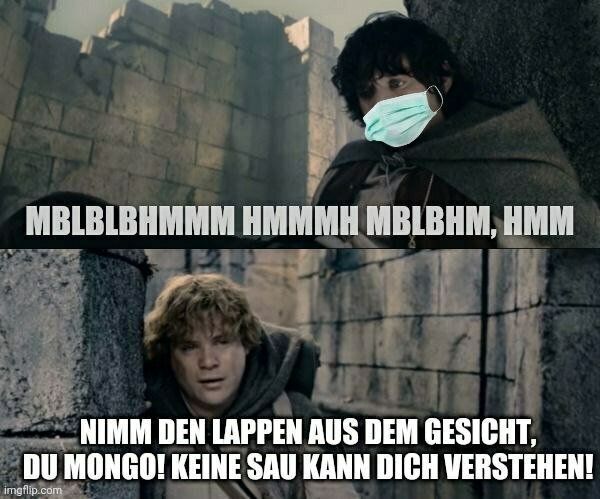 MBLBLBHMMM HMMMH MBLBHM, HMM
NIMM DEN LAPPEN AUS DEM GESICHT,
DU MONGO! KEINE SAU KANN DICH VERSTEHEN!
imgflip.com